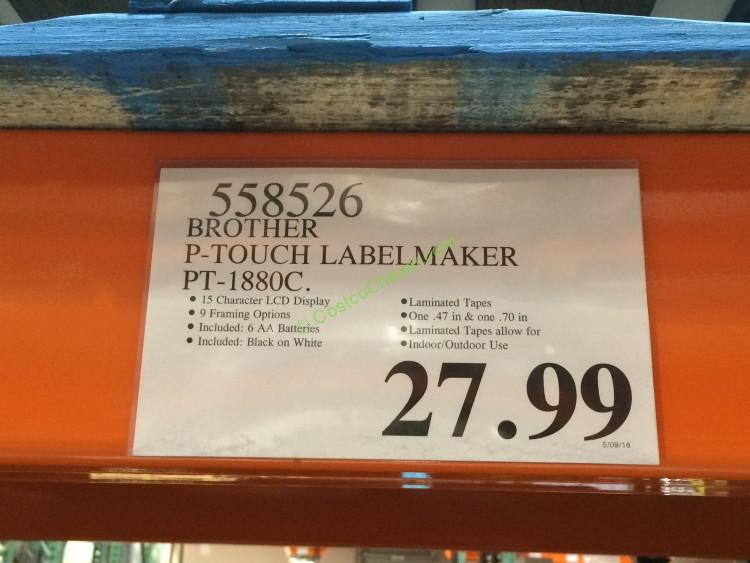 558526
BROTHER
P-TOUCH LABELMAKER
PT-1880C.
• 15 Character LCD Display
• 9 Framing Options
• Included: 6 AA Batteries
• Included: Black on White
•Laminated Tapes
•One .47 in & one .70 in
•Laminated Tapes allow for
•Indoor/Outdoor Use
27.99
5/09/16
© CostcoChaser.com